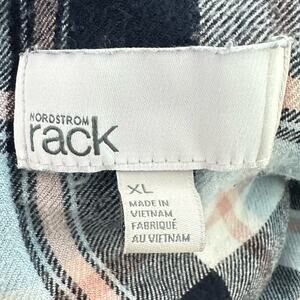 NORDSTROM
rack
XL
MADE IN
VIETNAM
FABRIQUÉ
AU VIETNAM